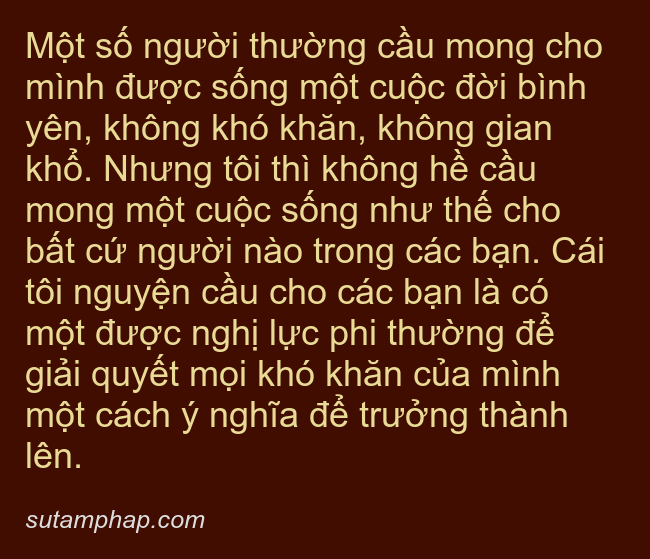 Một số người thường cầu mong cho
mình được sống một cuộc đời bình
yên, không khó khăn, không gian
khổ. Nhưng tôi thì không hề cầu
mong một cuộc sống như thế cho
bất cứ người nào trong các bạn. Cái
tôi nguyện cầu cho các bạn là có
một được nghị lực phi thường để
giải quyết mọi khó khăn của mình
một cách ý nghĩa để trưởng thành
lên.
sutamphap.com